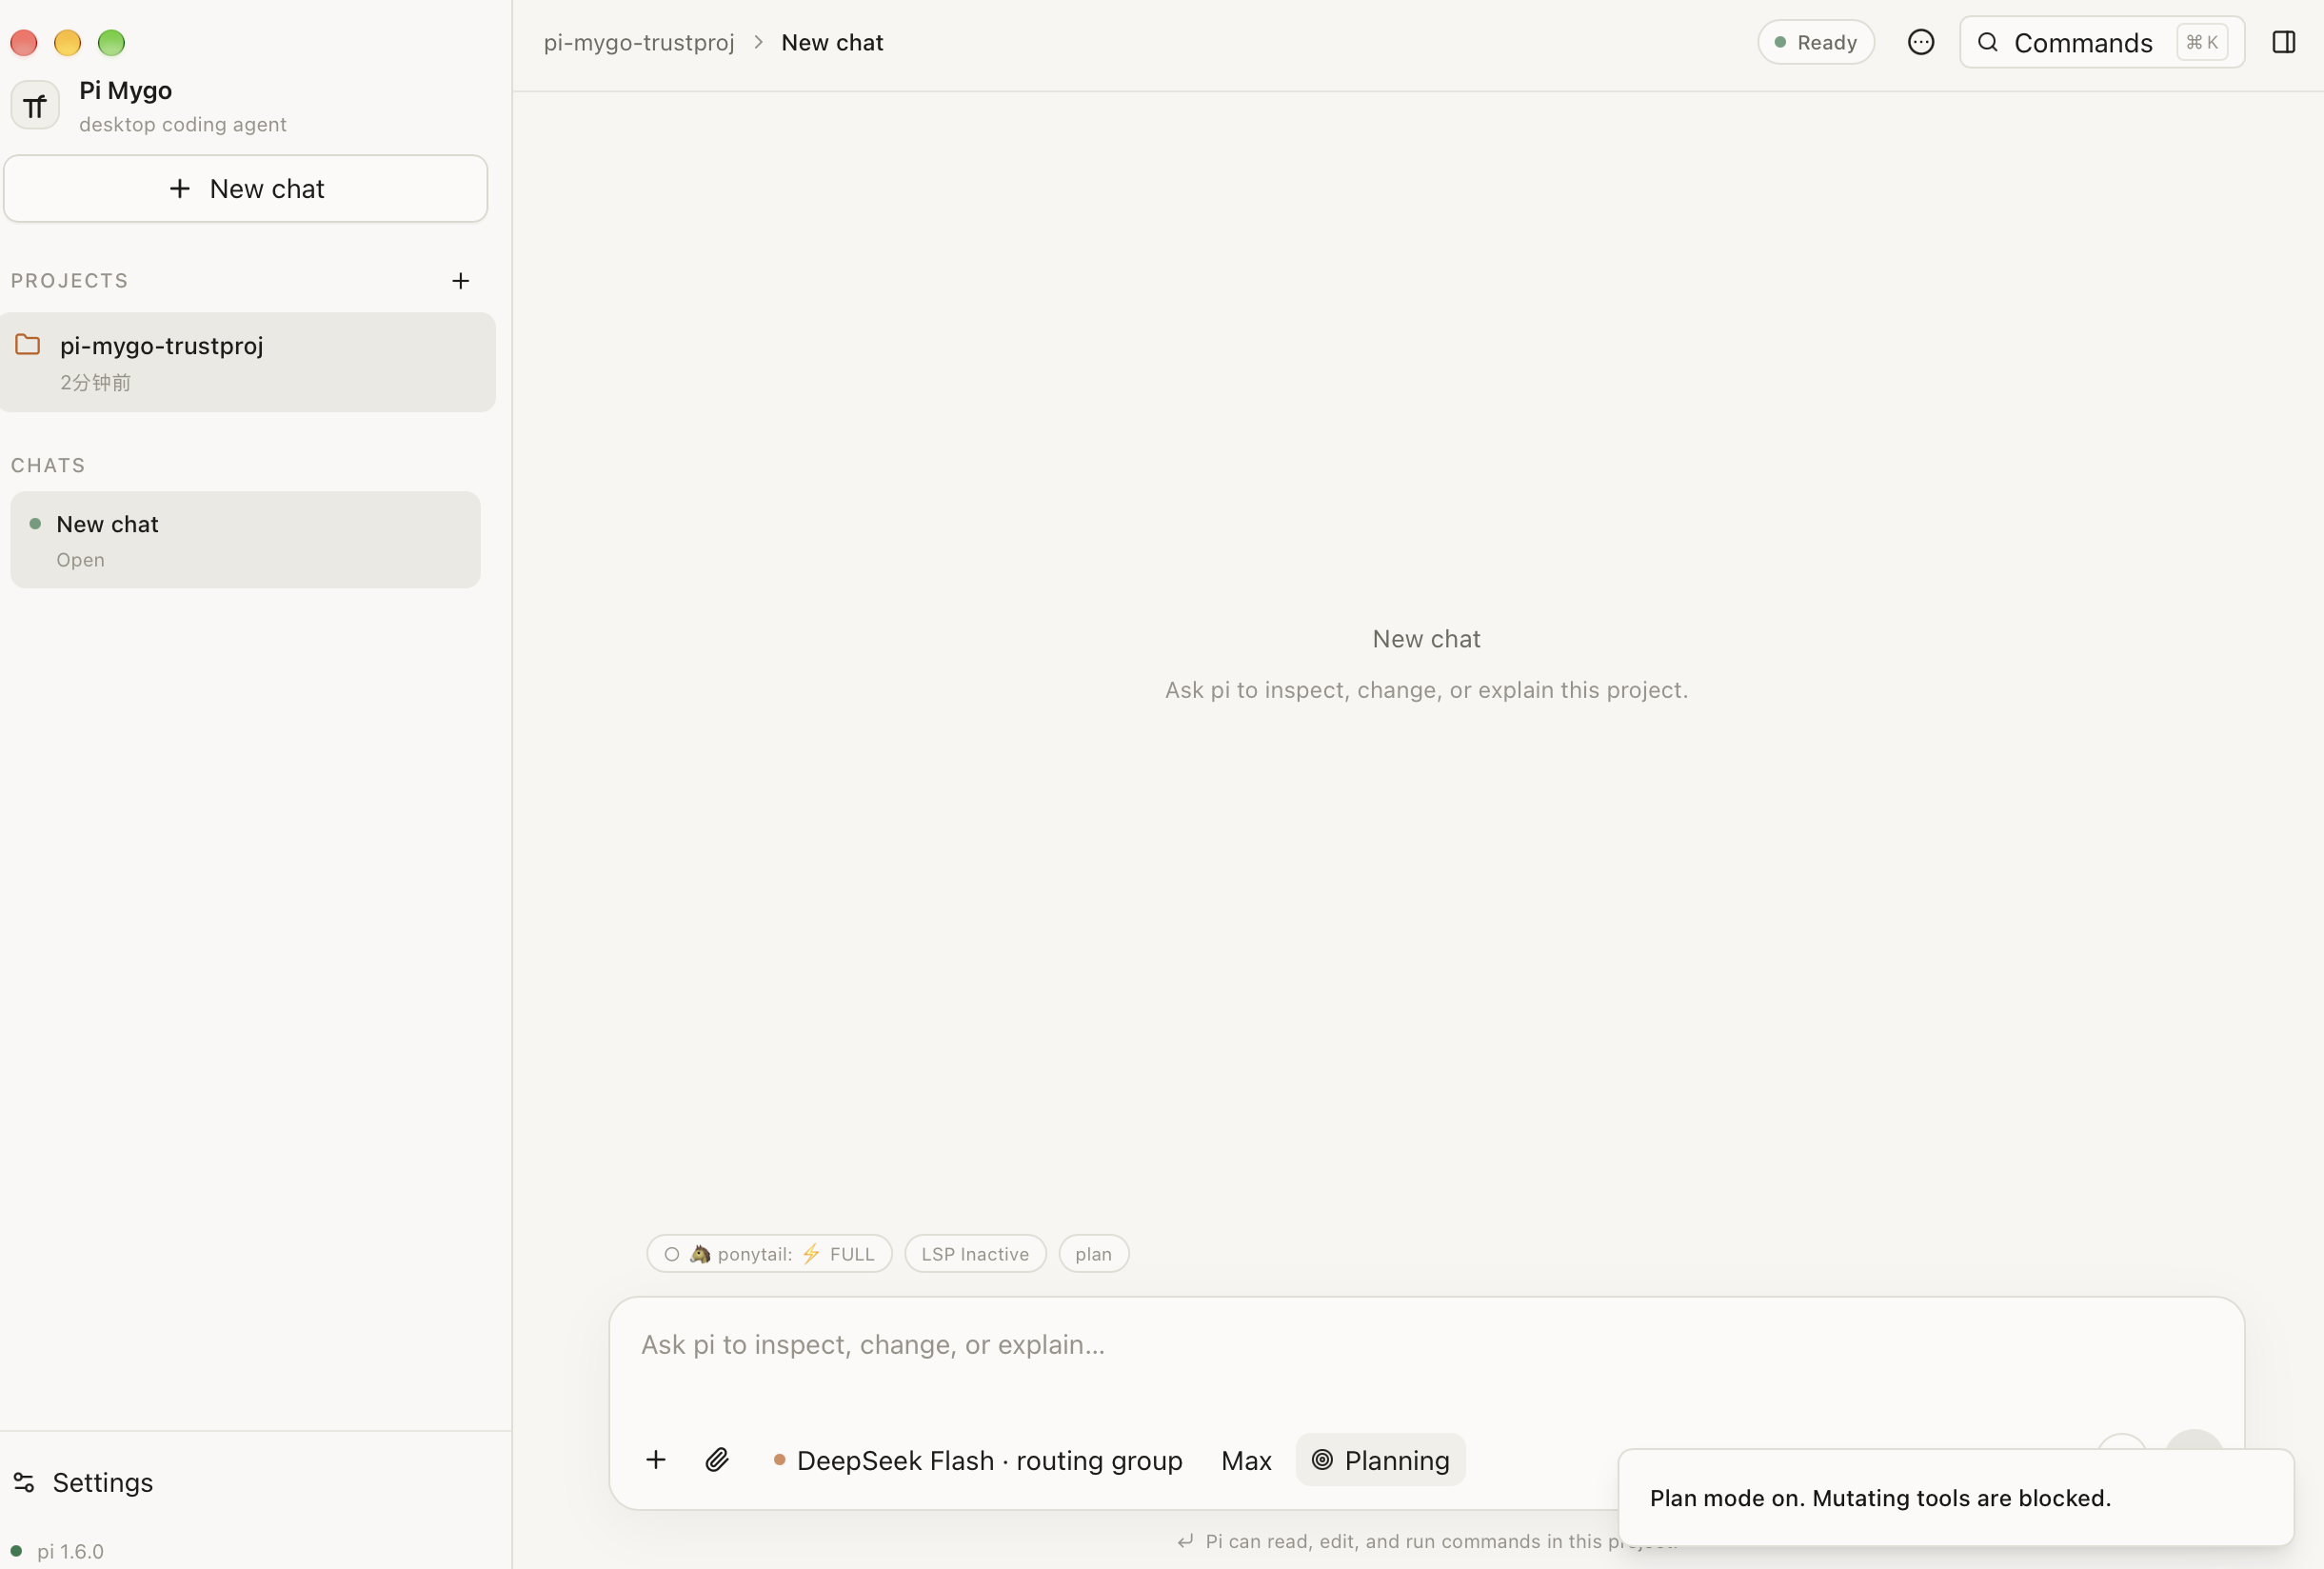 Pi Mygo
desktop coding agent
New chat
PROJECTS
pi-mygo-trustproj
2分钟前
CHATS
New chat
Open
Settings
pi 1.6.0
pi-mygo-trustproj > New chat
Ready
Commands ⌘K
New chat
Ask pi to inspect, change, or explain this project.
ponytail: ⚡ FULL
LSP Inactive
plan
Ask pi to inspect, change, or explain...
DeepSeek Flash · routing group
Max
Planning
Plan mode on. Mutating tools are blocked.
Pi can read, edit, and run commands in this